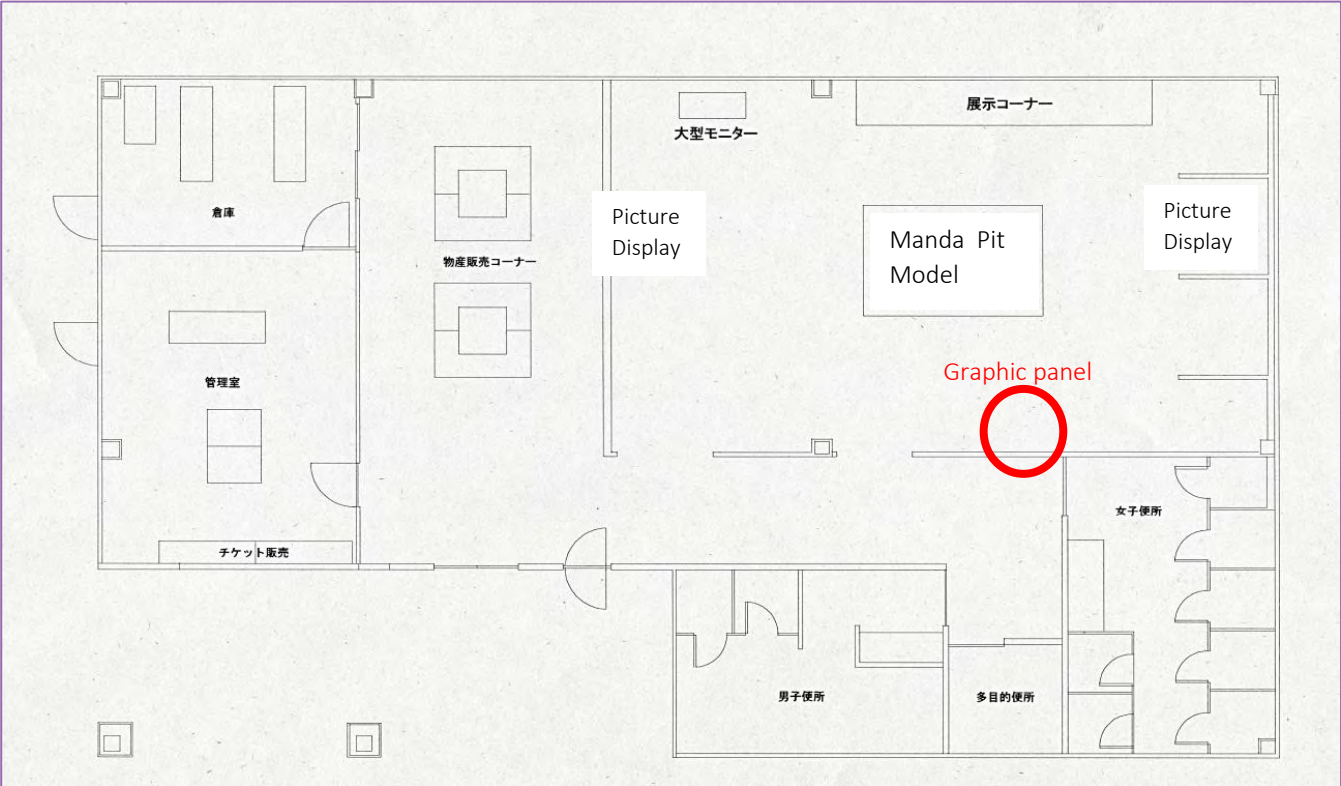 大型モニター
展示コーナー
倉庫
Picture
Display
Picture
Display
Manda Pit
Model
物産販売コーナー
管理室
Graphic panel
女子便所
チケット販売
男子便所
多目的便所